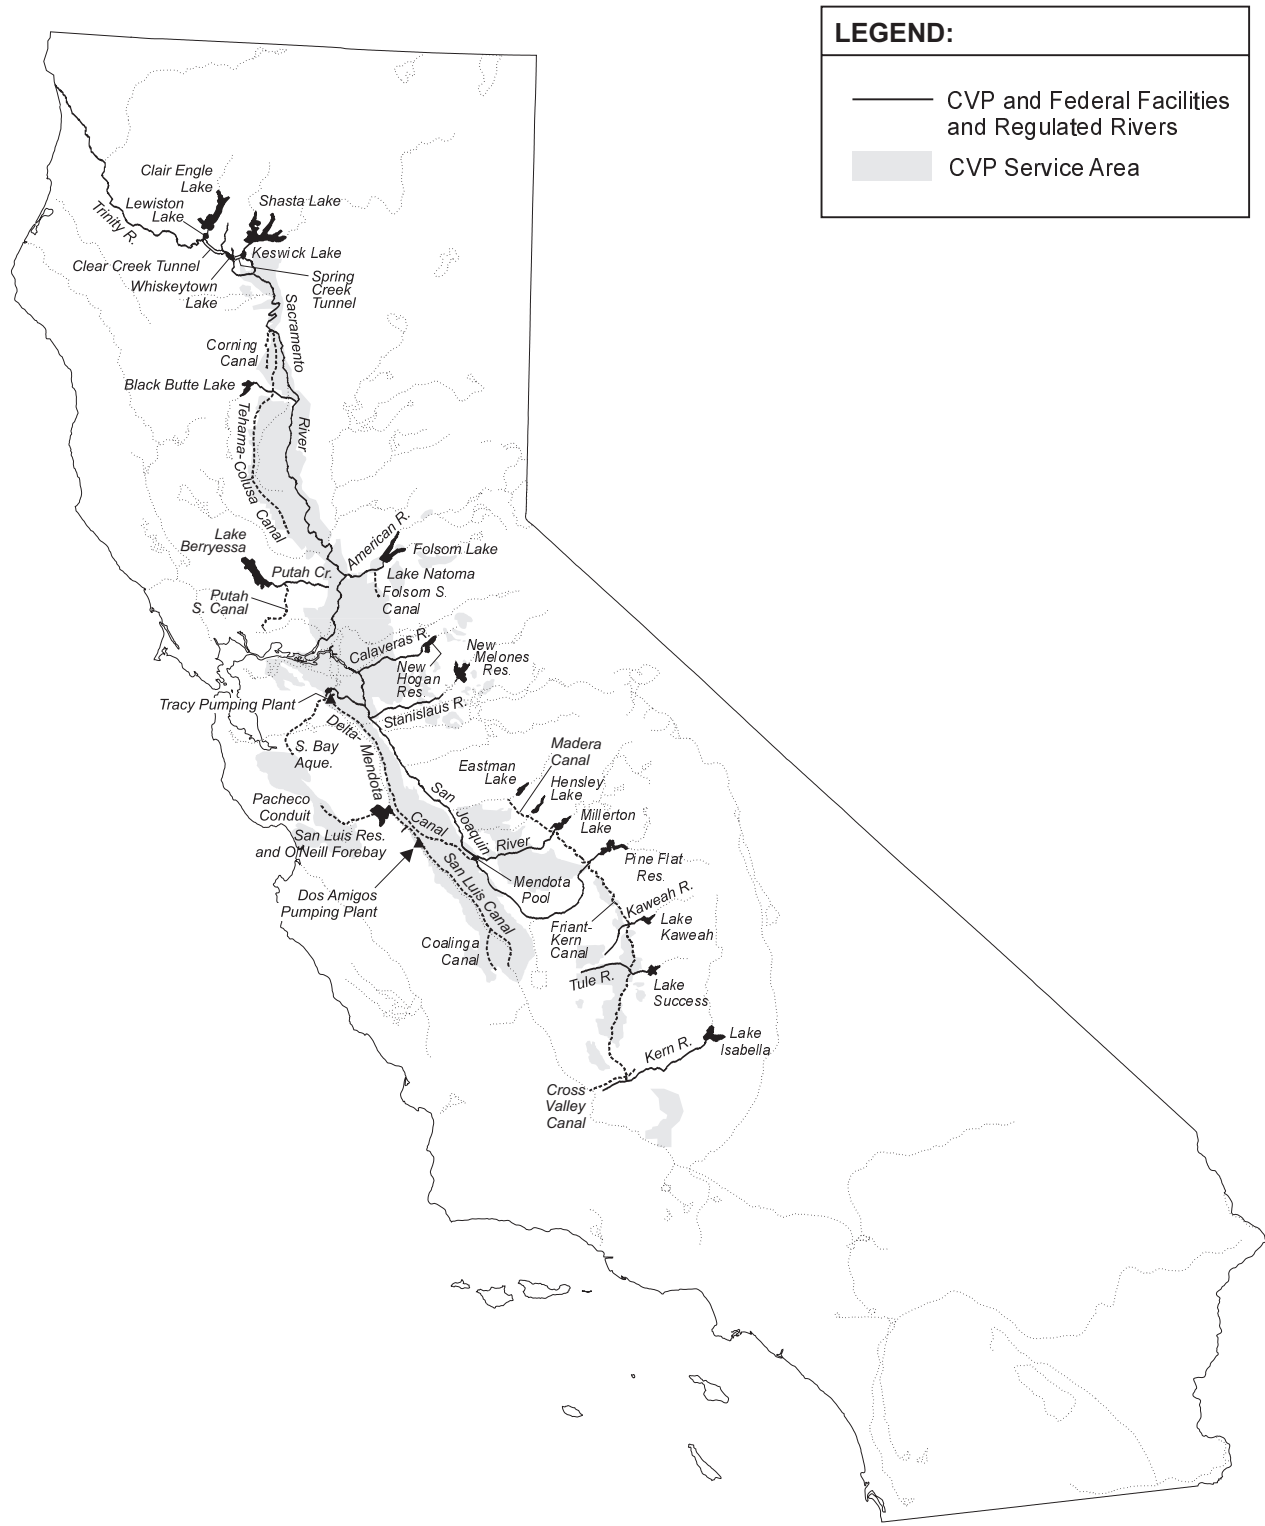 LEGEND:
CVP and Federal Facilities
and Regulated Rivers
CVP Service Area
Clair Engle
Lake
Lewiston
Lake
Shasta Lake
Trinity R.
Keswick Lake
Clear Creek Tunnel
Whiskeytown
Lake
Spring
Creek
Tunnel
Sacramento
River
Corning
Canal
Black Butte Lake
Tehama-Colusa Canal
Lake
Berryessa
American R.
Folsom Lake
Putah Cr.
Lake Natoma
Folsom S.
Canal
Putah
S. Canal
Calaveras R.
New
Hogan
Res.
New
Melones
Res.
Tracy Pumping Plant
Stanislaus R.
Delta-
Mendota
Canal
S. Bay
Aque.
Madera
Canal
Eastman
Lake
Hensley
Lake
San
Joaquin
River
Millerton
Lake
Pacheco
Conduit
San Luis Res.
and O'Neill Forebay
San Luis Canal
Pine Flat
Res.
Mendota
Pool
Dos Amigos
Pumping Plant
Kaweah R.
Lake
Kaweah
Friant-
Kern
Canal
Coalinga
Canal
Tule R.
Lake
Success
Kern R.
Lake
Isabella
Cross
Valley
Canal